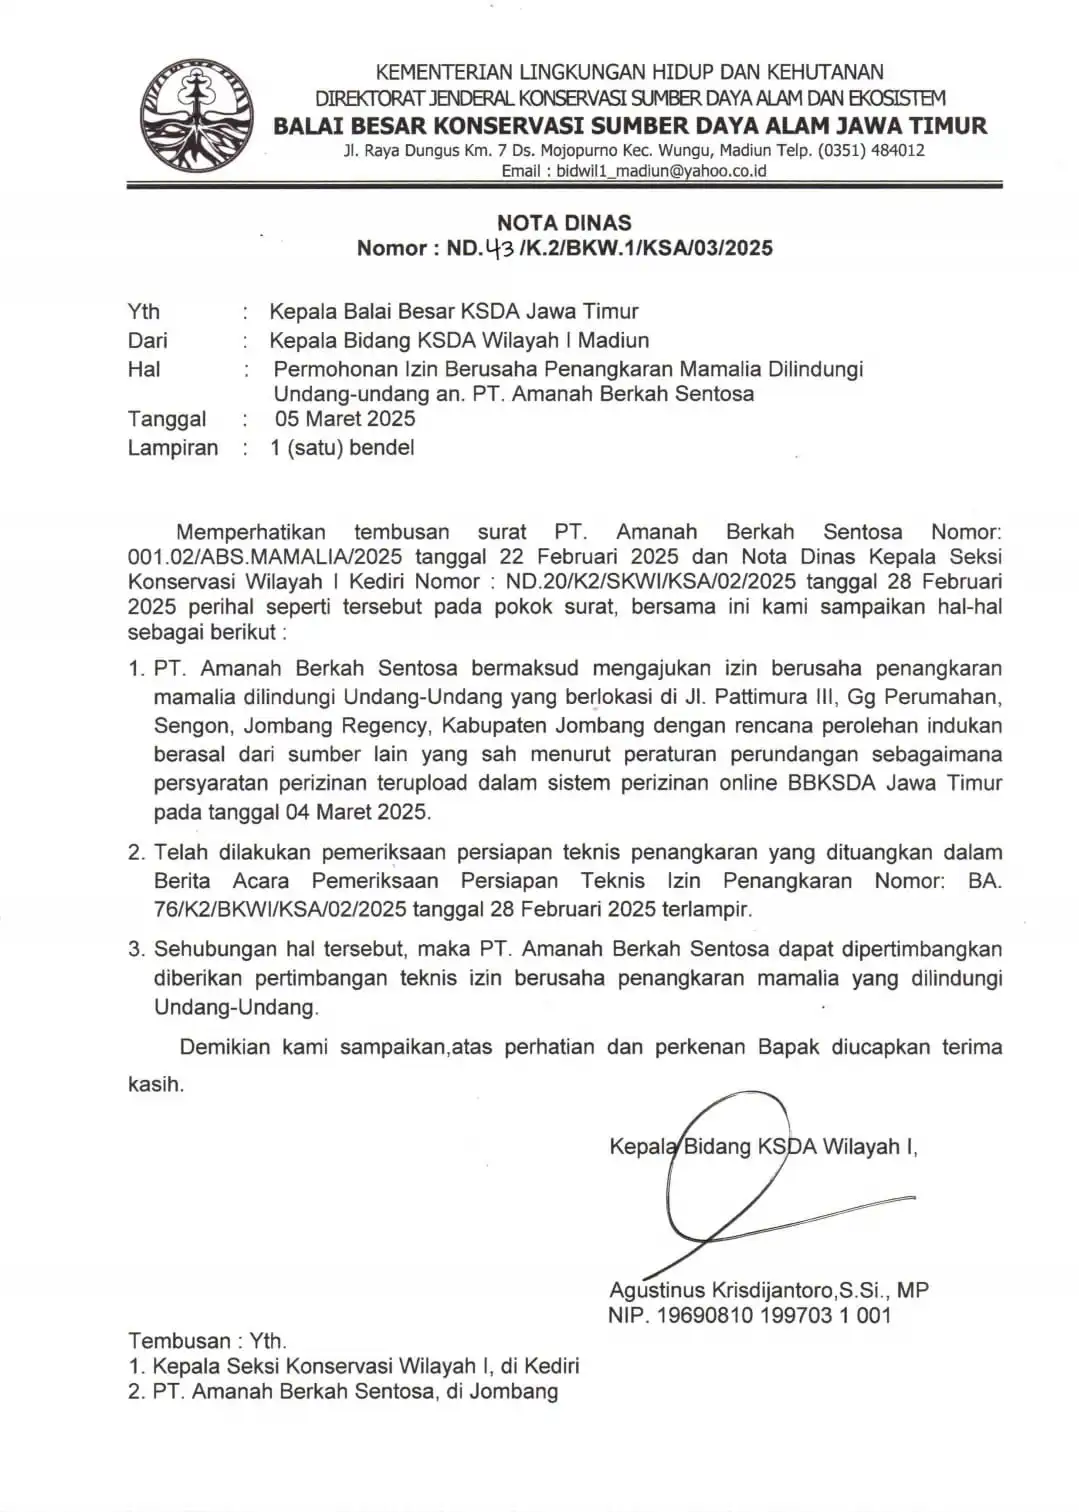 KEMENTERIAN LINGKUNGAN HIDUP DAN KEHUTANAN
DIREKTORAT JENDERAL KONSERVASI SUMBER DAYA ALAM DAN EKOSISTEM
BALAI BESAR KONSERVASI SUMBER DAYA ALAM JAWA TIMUR
Jl. Raya Dungus Km. 7 Ds. Mojopurno Kec. Wungu, Madiun Telp. (0351) 484012
Email : bidwil1_madiun@yahoo.co.id
NOTA DINAS
Nomor : ND.43/K.2/BKW.1/KSA/03/2025
Yth : Kepala Balai Besar KSDA Jawa Timur
Dari : Kepala Bidang KSDA Wilayah I Madiun
Hal : Permohonan Izin Berusaha Penangkaran Mamalia Dilindungi
Undang-undang an. PT. Amanah Berkah Sentosa
Tanggal : 05 Maret 2025
Lampiran : 1 (satu) bendel
Memperhatikan tembusan surat PT. Amanah Berkah Sentosa Nomor:
001.02/ABS.MAMALIA/2025 tanggal 22 Februari 2025 dan Nota Dinas Kepala Seksi
Konservasi Wilayah I Kediri Nomor : ND.20/K2/SKWI/KSA/02/2025 tanggal 28 Februari
2025 perihal seperti tersebut pada pokok surat, bersama ini kami sampaikan hal-hal
sebagai berikut :
1. PT. Amanah Berkah Sentosa bermaksud mengajukan izin berusaha penangkaran
mamalia dilindungi Undang-Undang yang berlokasi di Jl. Pattimura III, Gg Perumahan,
Sengon, Jombang Regency, Kabupaten Jombang dengan rencana perolehan indukan
berasal dari sumber lain yang sah menurut peraturan perundangan sebagaimana
persyaratan perizinan terupload dalam sistem perizinan online BBKSDA Jawa Timur
pada tanggal 04 Maret 2025.
2. Telah dilakukan pemeriksaan persiapan teknis penangkaran yang dituangkan dalam
Berita Acara Pemeriksaan Persiapan Teknis Izin Penangkaran Nomor: BA.
76/K2/BKWI/KSA/02/2025 tanggal 28 Februari 2025 terlampir.
3. Sehubungan hal tersebut, maka PT. Amanah Berkah Sentosa dapat dipertimbangkan
diberikan pertimbangan teknis izin berusaha penangkaran mamalia yang dilindungi
Undang-Undang.
Demikian kami sampaikan,atas perhatian dan perkenan Bapak diucapkan terima
kasih.
Kepala Bidang KSDA Wilayah I,
Agustinus Krisdijantoro,S.Si., MP
NIP. 19690810 199703 1 001
Tembusan : Yth.
1. Kepala Seksi Konservasi Wilayah I, di Kediri
2. PT. Amanah Berkah Sentosa, di Jombang